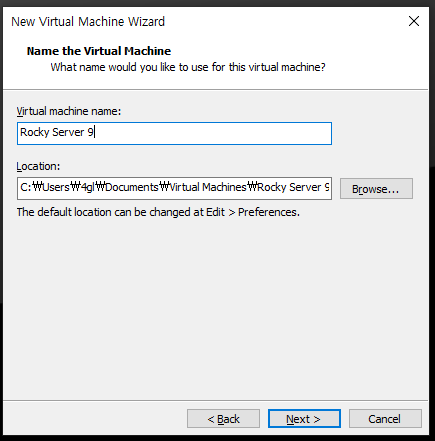 New Virtual Machine Wizard
Name the Virtual Machine
What name would you like to use for this virtual machine?
Virtual machine name:
Rocky Server 9
Location:
C:₩Users₩4gl₩Documents₩Virtual Machines₩Rocky Server 9
Browse...
The default location can be changed at Edit > Preferences.
< Back
Next >
Cancel